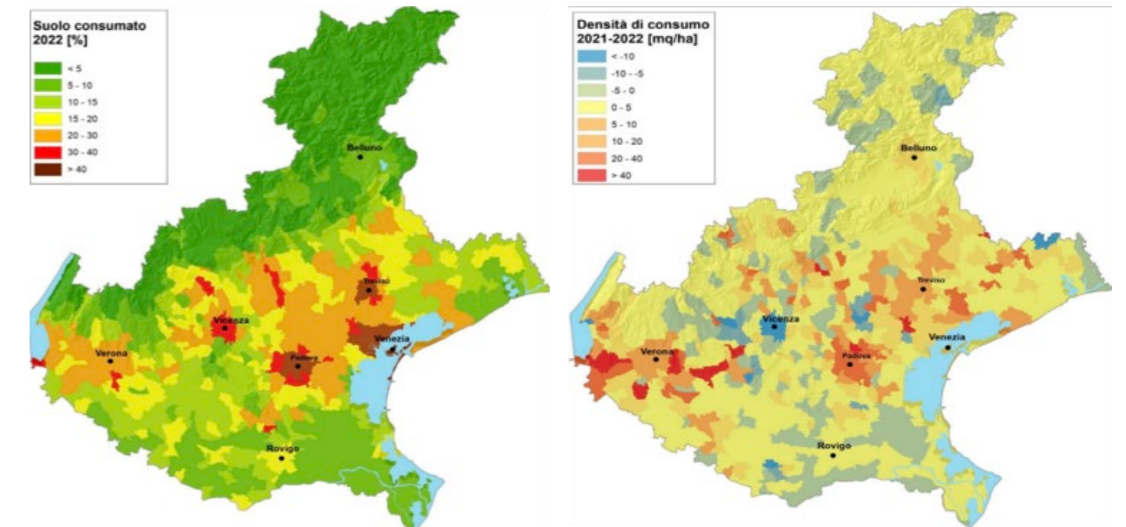 Suolo consumato
2022 [%]
< 5
5 - 10
10 - 15
15 - 20
20 - 30
30 - 40
> 40
Belluno
Treviso
Vicenza
Venezia
Verona
Padova
Rovigo
Densità di consumo
2021-2022 [mq/ha]
< -10
-10 - -5
-5 - 0
0 - 5
5 - 10
10 - 20
20 - 40
> 40
Belluno
Treviso
Vicenza
Venezia
Verona
Padova
Rovigo